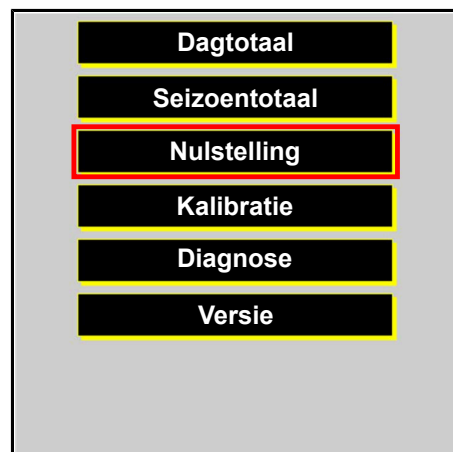 Dagtotaal
Seizoentotaal
Nulstelling
Kalibratie
Diagnose
Versie